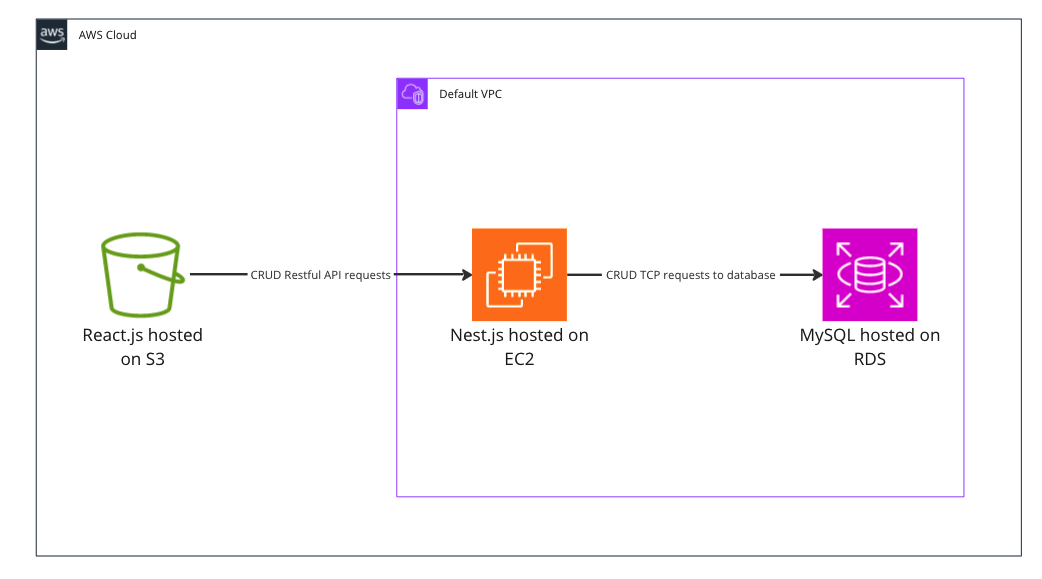 aws
AWS Cloud
Default VPC
CRUD Restful API requests
CRUD TCP requests to database
React.js hosted
on S3
Nest.js hosted on
EC2
MySQL hosted on
RDS